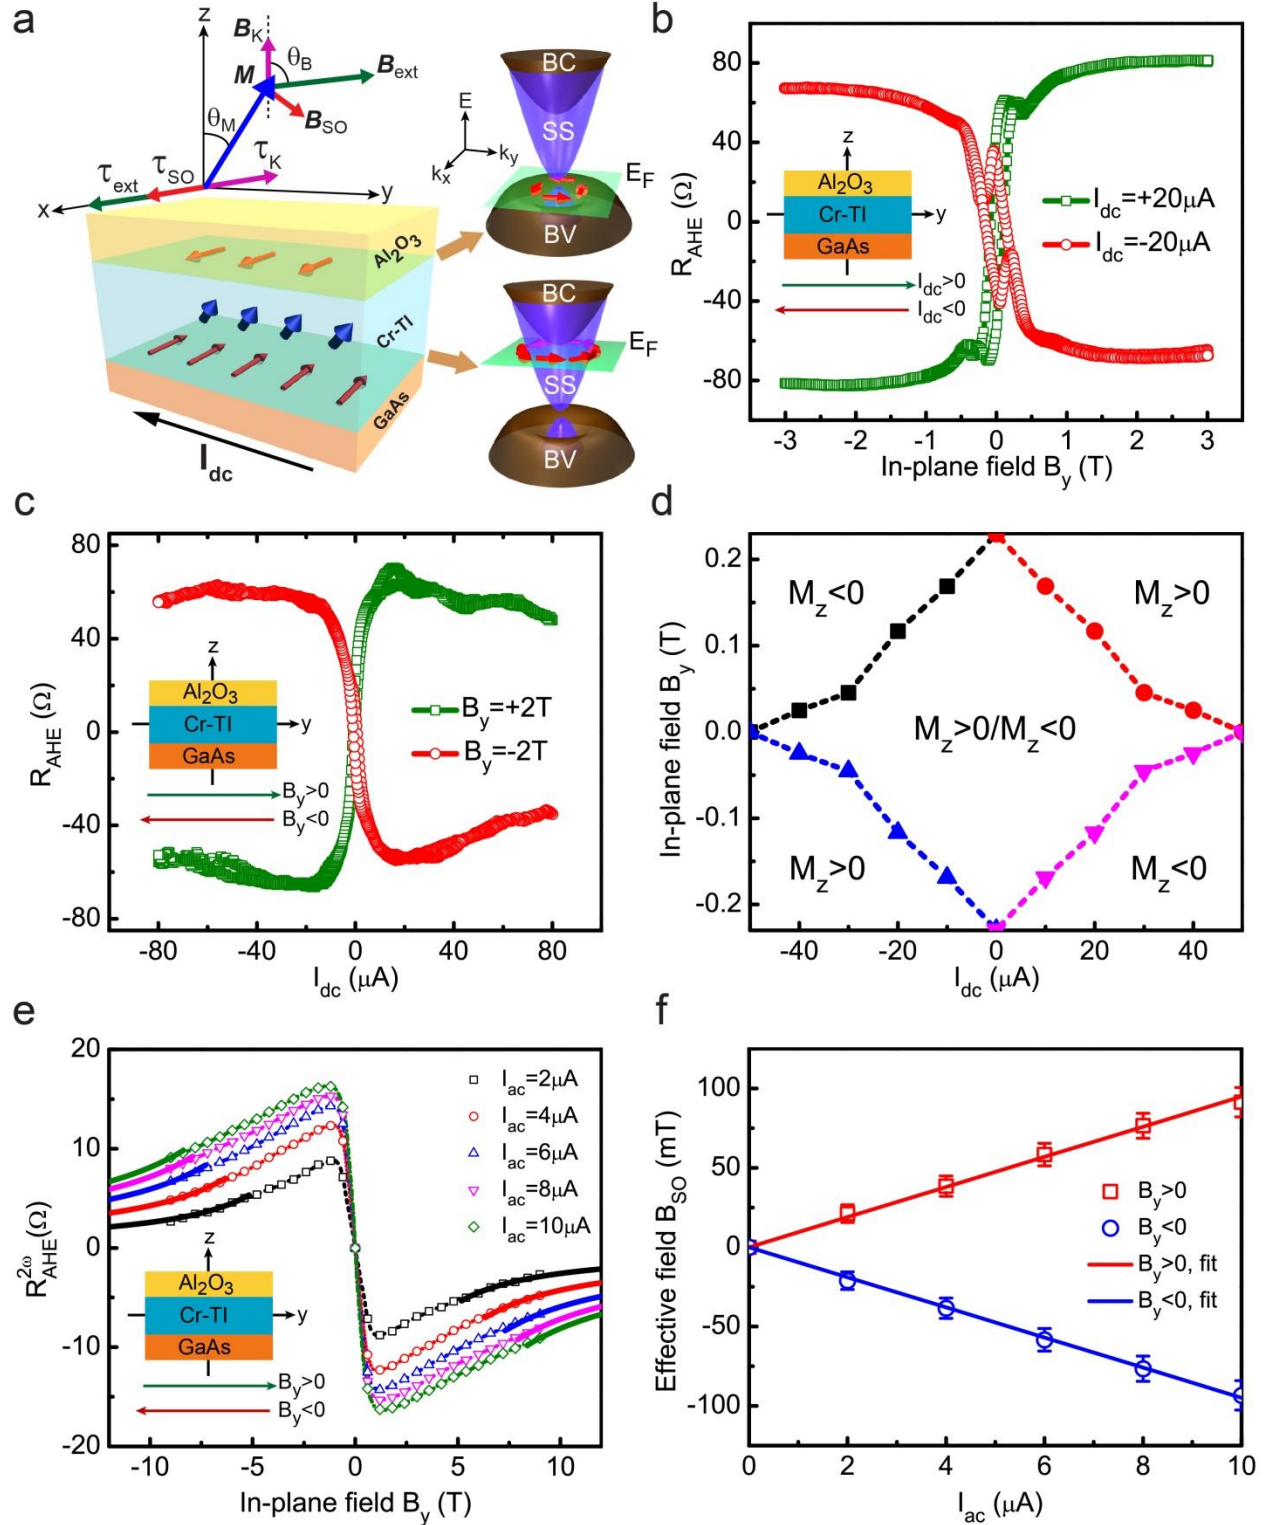 a
z
B_K
θ_B
B_ext
M
B_SO
θ_M
τ_K
τ_SO
τ_ext
x
y
Al₂O₃
Cr-TI
GaAs
I_dc
E
k_y
k_x
BC
SS
E_F
BV
BC
E_F
SS
BV
b
80
40
0
-40
-80
R_AHE (Ω)
z
Al₂O₃
Cr-TI
y
GaAs
I_dc>0
I_dc<0
I_dc=+20μA
I_dc=-20μA
-3 -2 -1 0 1 2 3
In-plane field B_y (T)
c
80
40
0
-40
-80
R_AHE (Ω)
z
Al₂O₃
Cr-TI
y
GaAs
B_y>0
B_y<0
B_y=+2T
B_y=-2T
-80 -40 0 40 80
I_dc (μA)
d
0.2
0.1
0.0
-0.1
-0.2
In-plane field B_y (T)
M_z<0
M_z>0
M_z>0/M_z<0
M_z>0
M_z<0
-40 -20 0 20 40
I_dc (μA)
e
20
10
0
-10
-20
R_AHE^2ω (Ω)
I_ac=2μA
I_ac=4μA
I_ac=6μA
I_ac=8μA
I_ac=10μA
z
Al₂O₃
Cr-TI
y
GaAs
B_y>0
B_y<0
-10 -5 0 5 10
In-plane field B_y (T)
f
100
50
0
-50
-100
Effective field B_SO (mT)
B_y>0
B_y<0
B_y>0, fit
B_y<0, fit
0 2 4 6 8 10
I_ac (μA)